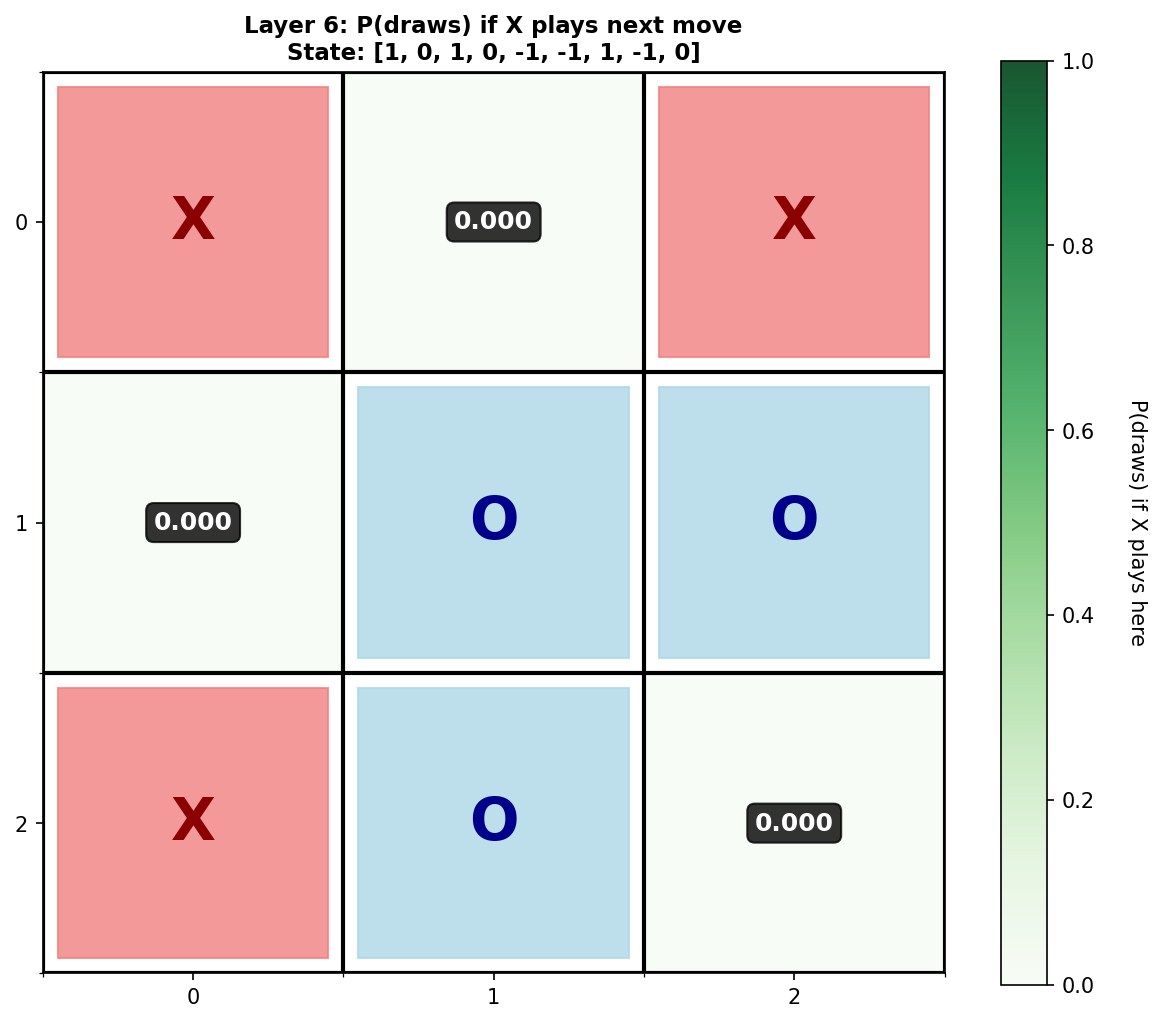 Layer 6: P(draws) if X plays next move
State: [1, 0, 1, 0, -1, -1, 1, -1, 0]
X 0.000 X
0
0.000 O O
1
X O 0.000
2
0 1 2
1.0
0.8
0.6
0.4
0.2
0.0
P(draws) if X plays here